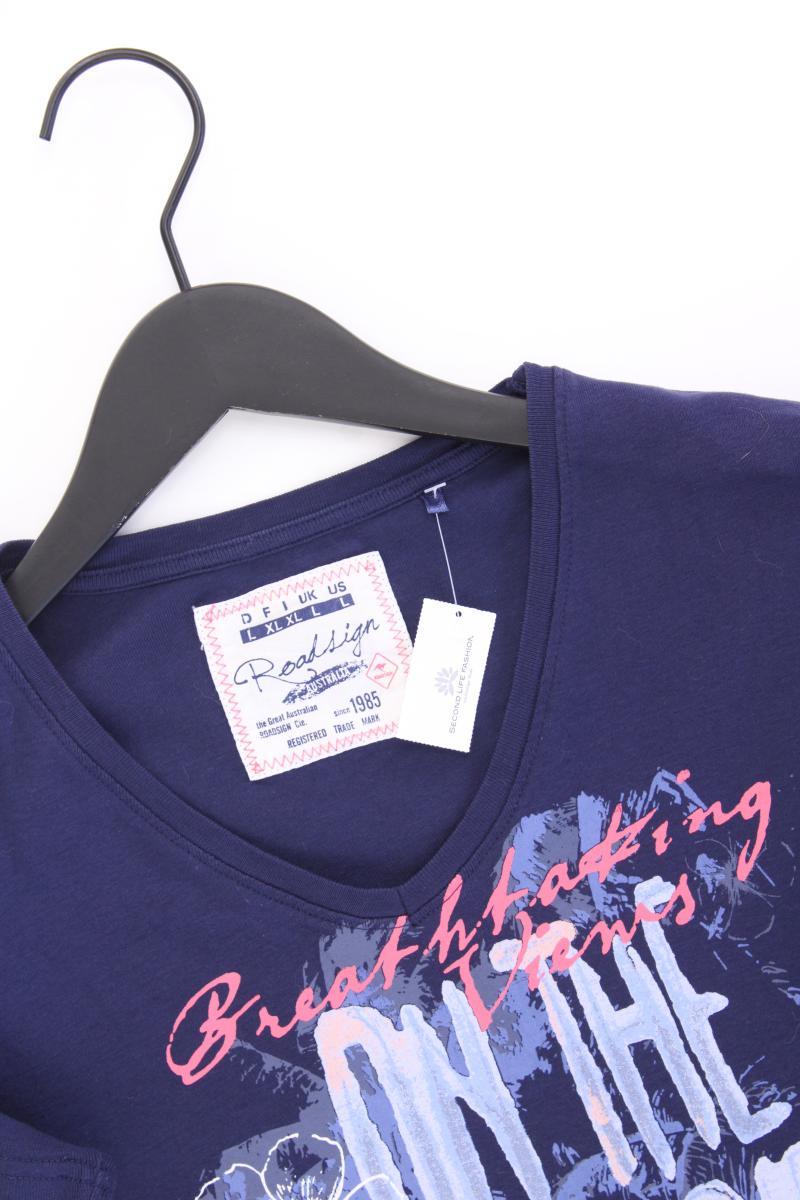 D F I UK US
L XL XL L L
Roadsign
AUSTRALIA
the Great Australian
ROADSIGN Cie.
since 1985
REGISTERED TRADE MARK
SECOND LIFE FASHION
Breathtaking
Views
ON THE